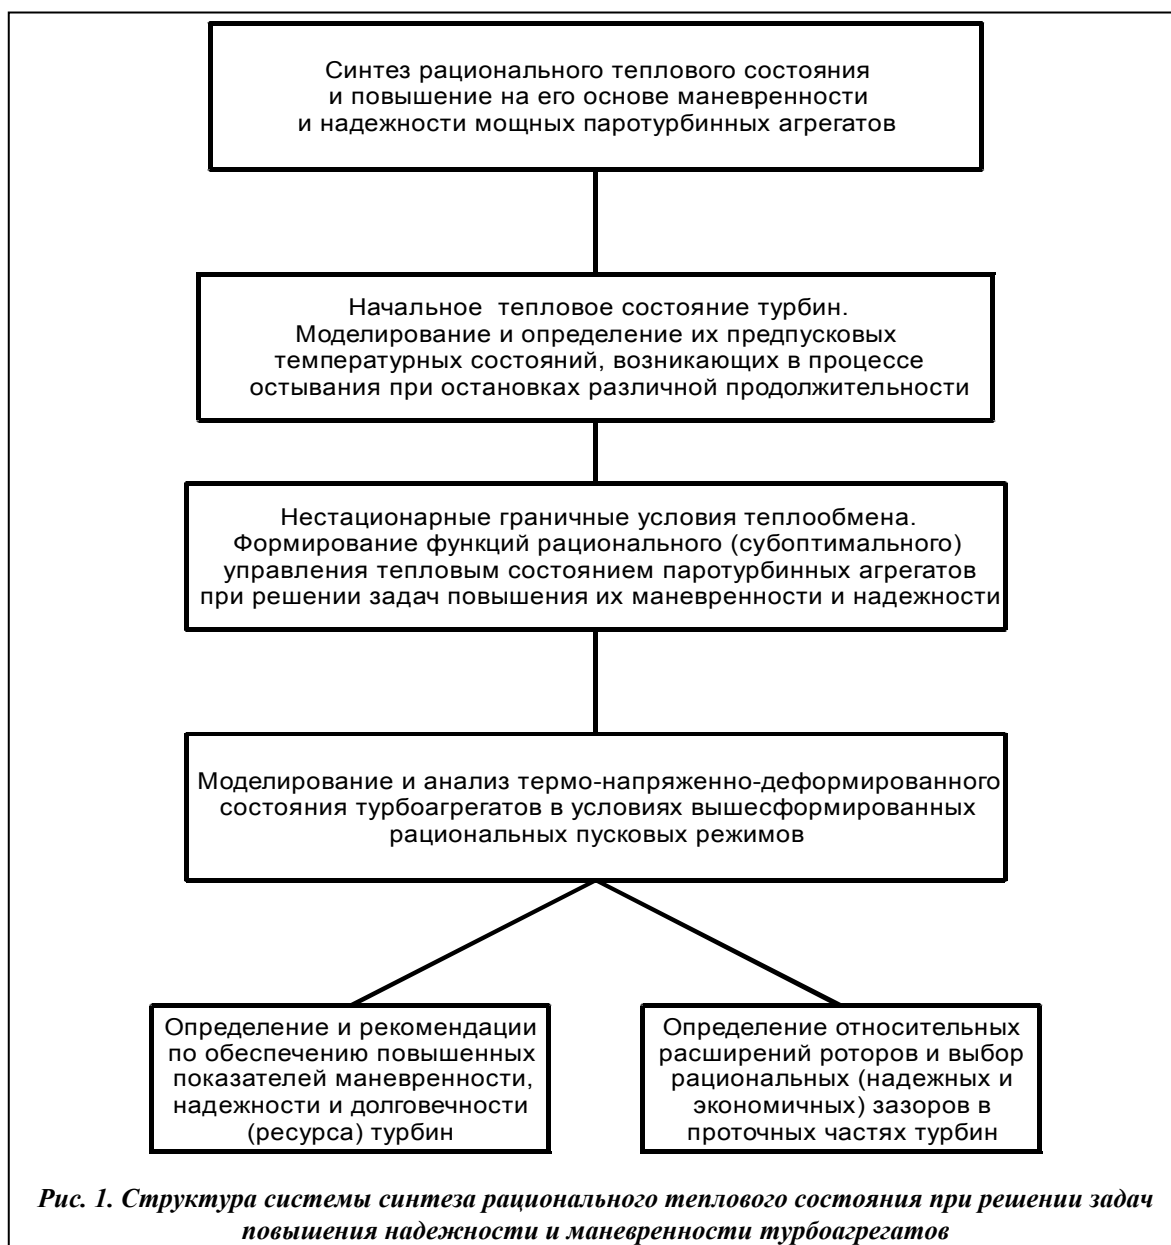 Синтез рационального теплового состояния
и повышение на его основе маневренности
и надежности мощных паротурбинных агрегатов
Начальное тепловое состояние турбин.
Моделирование и определение их предпусковых
температурных состояний, возникающих в процессе
остывания при остановках различной продолжительности
Нестационарные граничные условия теплообмена.
Формирование функций рационального (субоптимального)
управления тепловым состоянием паротурбинных агрегатов
при решении задач повышения их маневренности и надежности
Моделирование и анализ термо-напряженно-деформированного
состояния турбоагрегатов в условиях вышесформированных
рациональных пусковых режимов
Определение и рекомендации
по обеспечению повышенных
показателей маневренности,
надежности и долговечности
(ресурса) турбин
Определение относительных
расширений роторов и выбор
рациональных (надежных и
экономичных) зазоров в
проточных частях турбин
Рис. 1. Структура системы синтеза рационального теплового состояния при решении задач
повышения надежности и маневренности турбоагрегатов